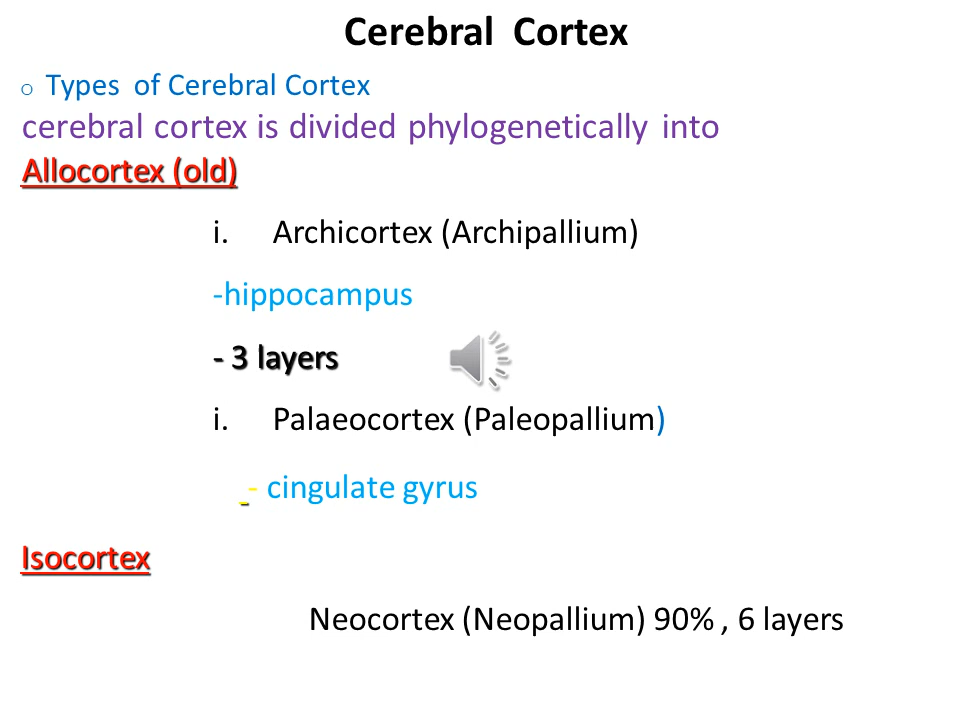 Cerebral Cortex
o Types of Cerebral Cortex
cerebral cortex is divided phylogenetically into
Allocortex (old)
i. Archicortex (Archipallium)
-hippocampus
- 3 layers
i. Palaeocortex (Paleopallium)
-- cingulate gyrus
Isocortex
Neocortex (Neopallium) 90% , 6 layers